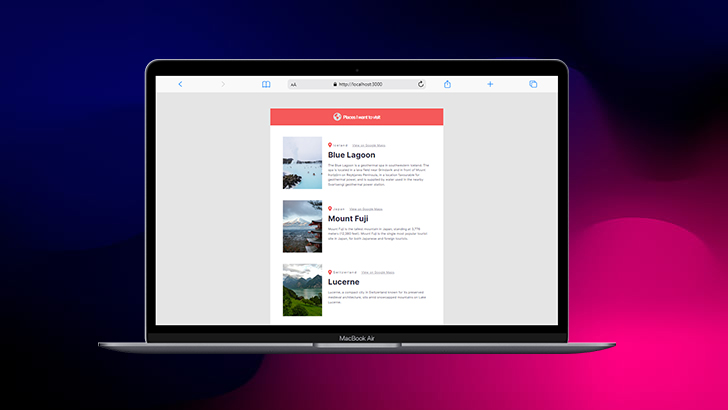 AA
http://localhost:3000
Places I want to visit
Iceland View on Google Maps
Blue Lagoon
The Blue Lagoon is a geothermal spa in southwestern Iceland. The
spa is located in a lava field near Grindavík and in front of Mount
Þorbjörn on Reykjanes Peninsula, in a location favourable for
geothermal power, and is supplied by water used in the nearby
Svartsengi geothermal power station.
Japan View on Google Maps
Mount Fuji
Mount Fuji is the tallest mountain in Japan, standing at 3,776
meters (12,380 feet). Mount Fuji is the single most popular tourist
site in Japan, for both Japanese and foreign tourists.
Switzerland View on Google Maps
Lucerne
Lucerne, a compact city in Switzerland known for its preserved
medieval architecture, sits amid snowcapped mountains on Lake
Lucerne.
MacBook Air